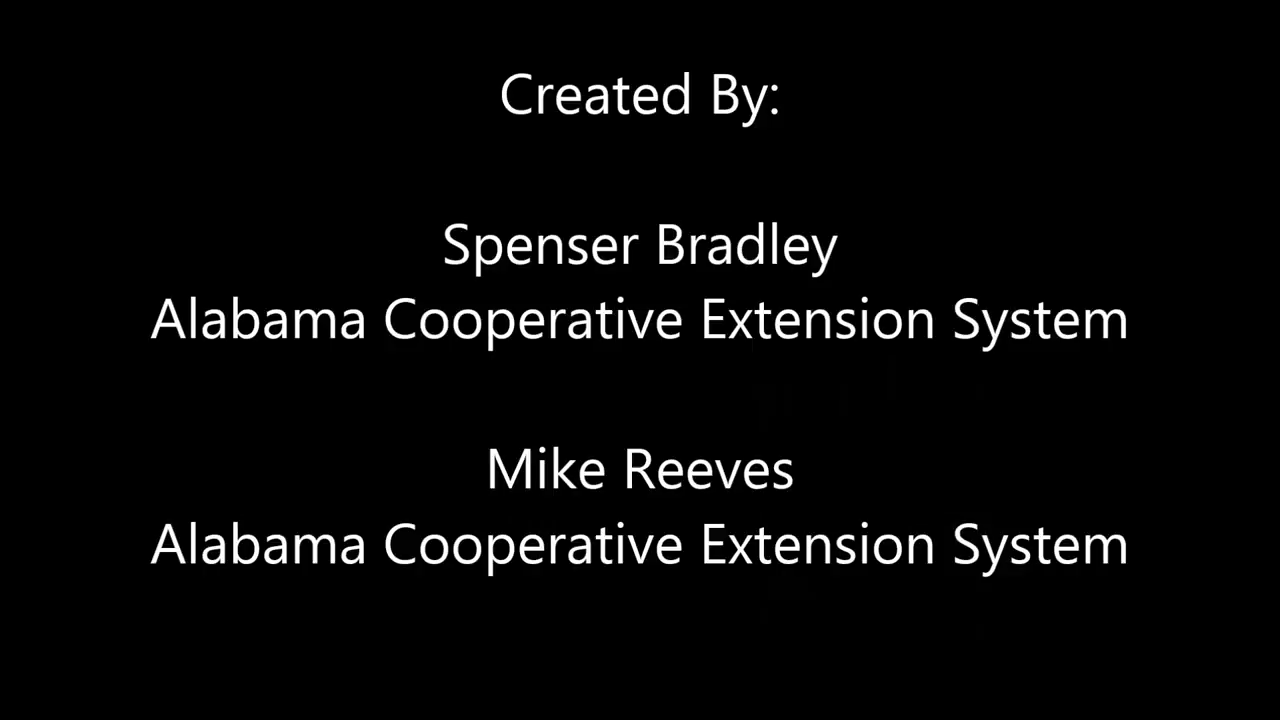 Created By:
Spenser Bradley
Alabama Cooperative Extension System
Mike Reeves
Alabama Cooperative Extension System